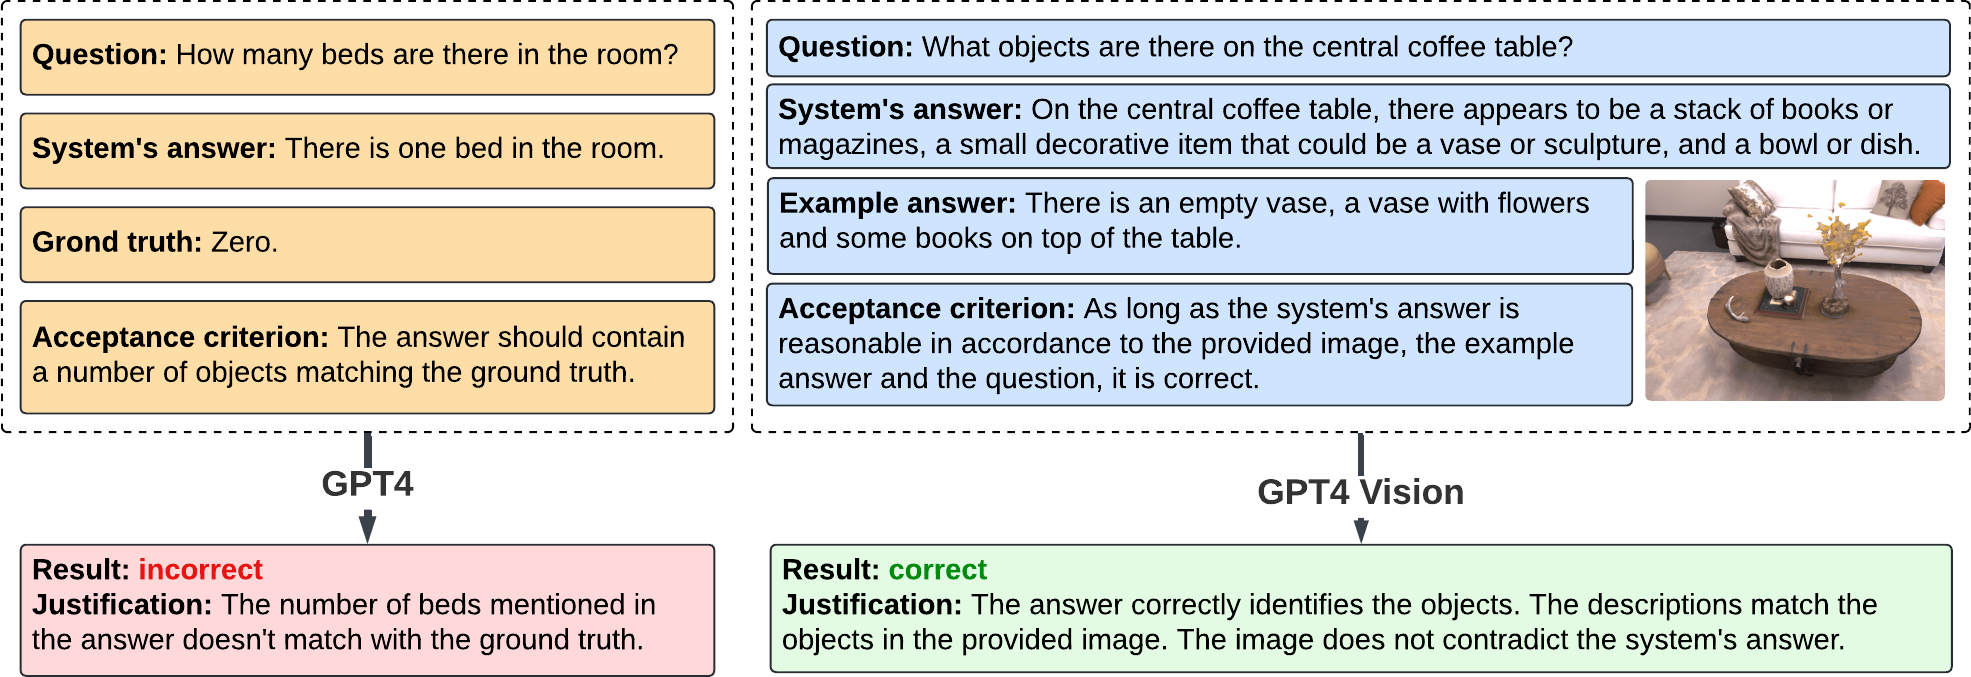 Question: How many beds are there in the room?
System's answer: There is one bed in the room.
Grond truth: Zero.
Acceptance criterion: The answer should contain
a number of objects matching the ground truth.
GPT4
Result: incorrect
Justification: The number of beds mentioned in
the answer doesn't match with the ground truth.
Question: What objects are there on the central coffee table?
System's answer: On the central coffee table, there appears to be a stack of books or
magazines, a small decorative item that could be a vase or sculpture, and a bowl or dish.
Example answer: There is an empty vase, a vase with flowers
and some books on top of the table.
Acceptance criterion: As long as the system's answer is
reasonable in accordance to the provided image, the example
answer and the question, it is correct.
GPT4 Vision
Result: correct
Justification: The answer correctly identifies the objects. The descriptions match the
objects in the provided image. The image does not contradict the system's answer.